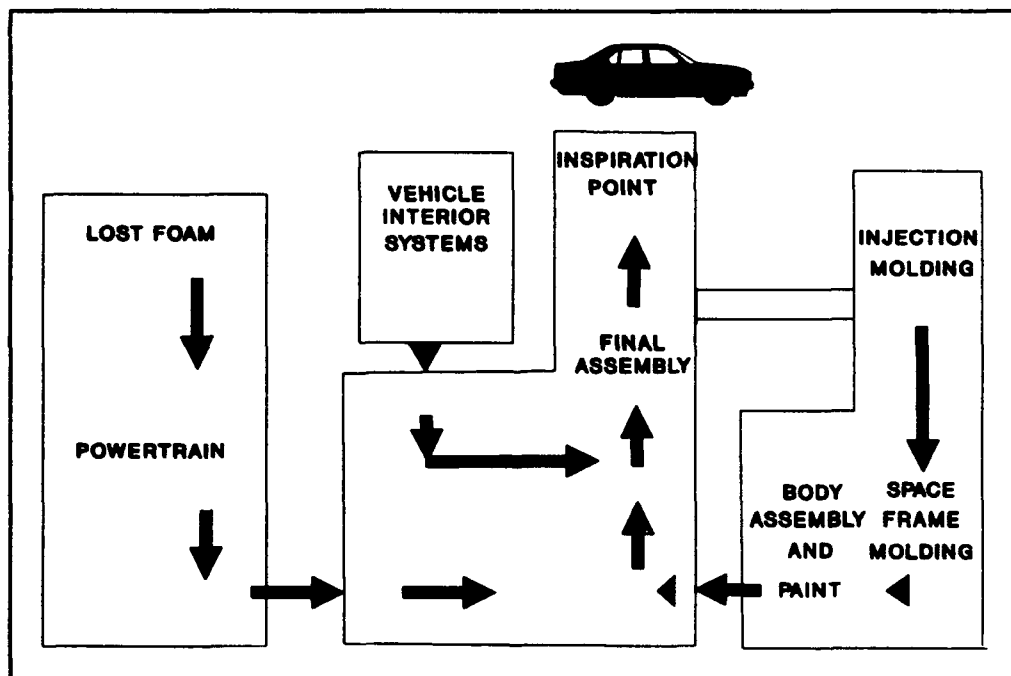 LOST FOAM
POWERTRAIN
VEHICLE
INTERIOR
SYSTEMS
INSPIRATION
POINT
FINAL
ASSEMBLY
INJECTION
MOLDING
BODY
ASSEMBLY
AND
PAINT
SPACE
FRAME
MOLDING